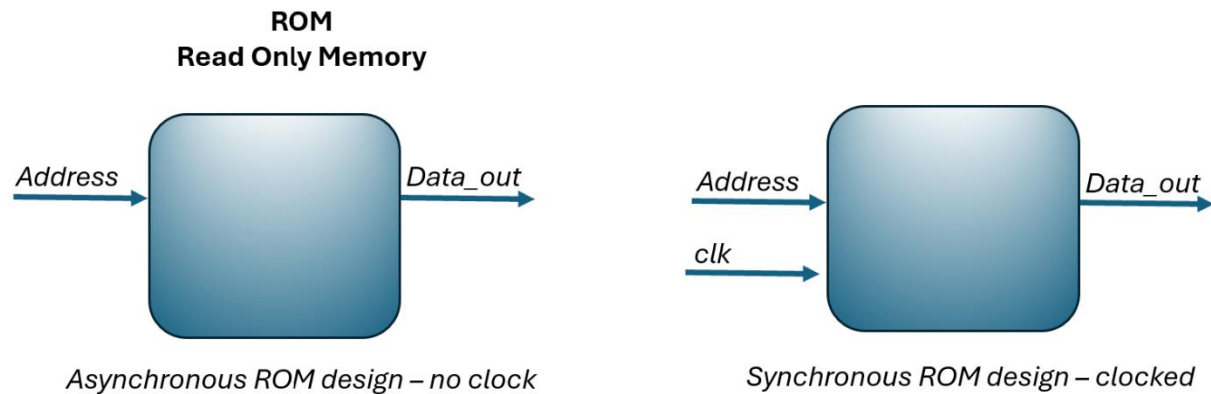 ROM
Read Only Memory
Address
Data_out
Asynchronous ROM design – no clock
Address
clk
Data_out
Synchronous ROM design – clocked